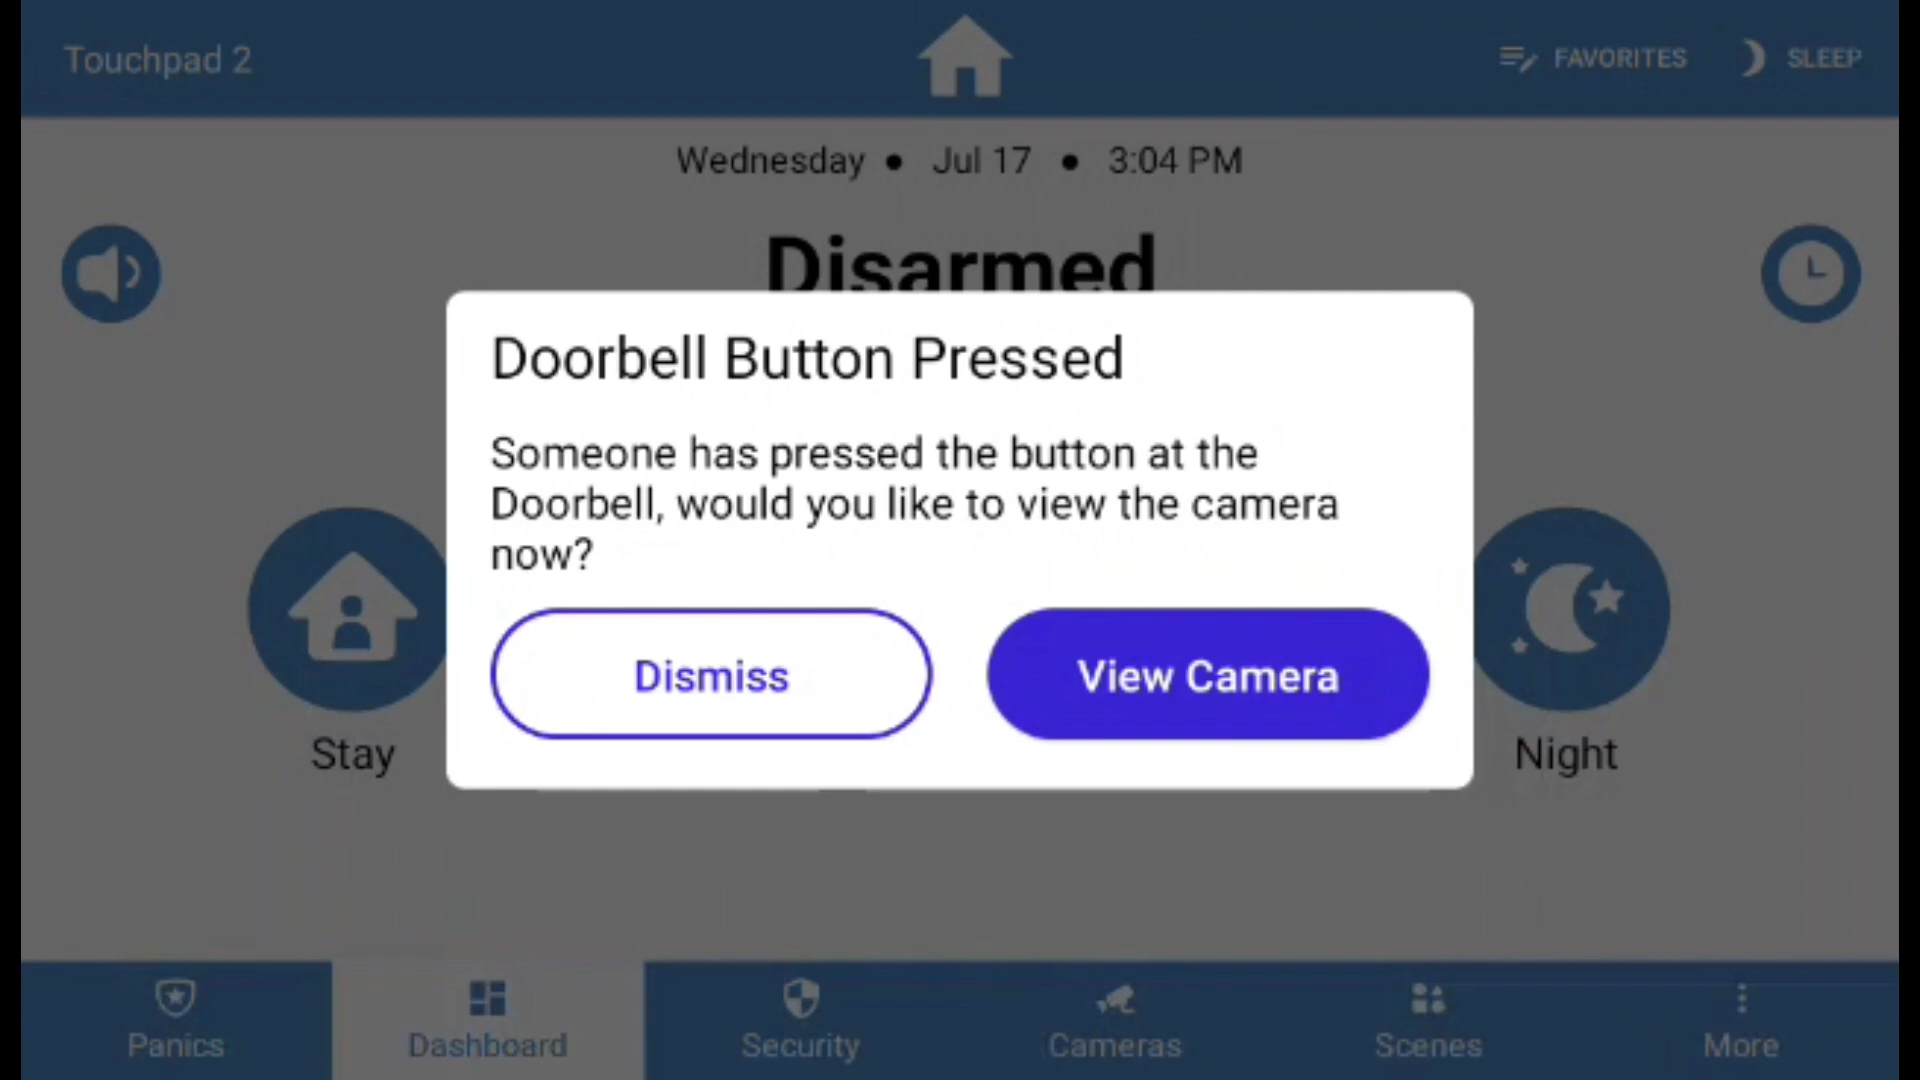 Touchpad 2
FAVORITES
SLEEP
Wednesday • Jul 17 • 3:04 PM
Disarmed
Doorbell Button Pressed
Someone has pressed the button at the
Doorbell, would you like to view the camera
now?
Dismiss
View Camera
Stay
Night
Panics
Dashboard
Security
Cameras
Scenes
More